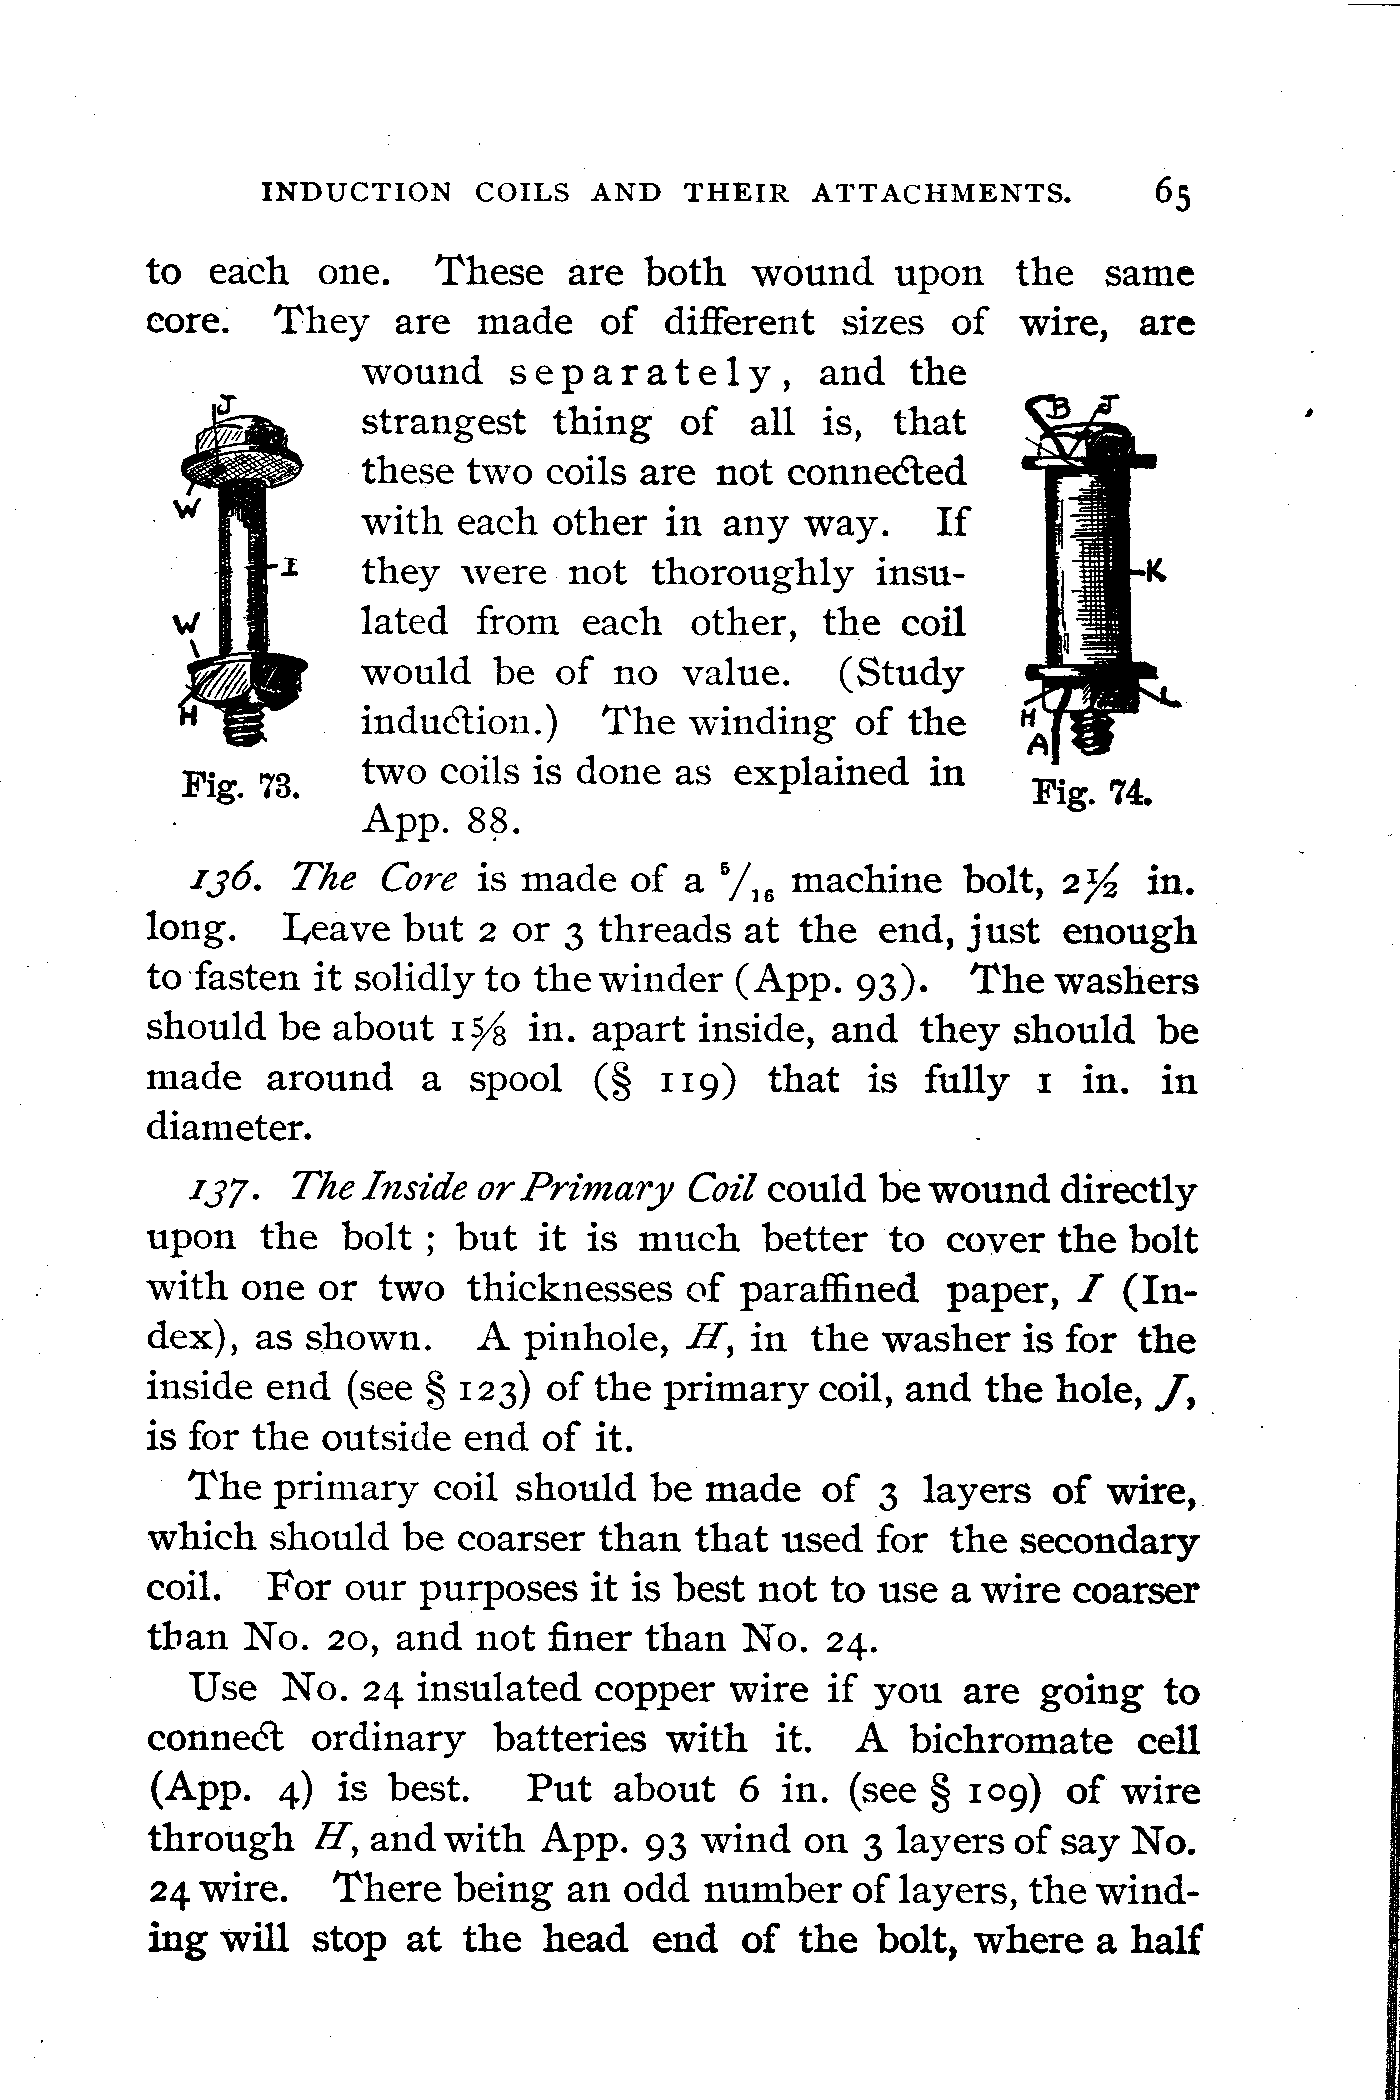 INDUCTION COILS AND THEIR ATTACHMENTS. 65
to each one. These are both wound upon the same
core. They are made of different sizes of wire, are
wound separately, and the
strangest thing of all is, that
these two coils are not connected
with each other in any way. If
they were not thoroughly insu-
lated from each other, the coil
would be of no value. (Study
induction.) The winding of the
two coils is done as explained in
App. 88.
J
W
I
W
H
Fig. 73.
B J
K
L
H
A
Fig. 74.
136. The Core is made of a 5/16 machine bolt, 2½ in.
long. Leave but 2 or 3 threads at the end, just enough
to fasten it solidly to the winder (App. 93). The washers
should be about 1⅝ in. apart inside, and they should be
made around a spool (§ 119) that is fully 1 in. in
diameter.
137. The Inside or Primary Coil could be wound directly
upon the bolt; but it is much better to cover the bolt
with one or two thicknesses of paraffined paper, I (In-
dex), as shown. A pinhole, H, in the washer is for the
inside end (see § 123) of the primary coil, and the hole, J,
is for the outside end of it.
The primary coil should be made of 3 layers of wire,
which should be coarser than that used for the secondary
coil. For our purposes it is best not to use a wire coarser
than No. 20, and not finer than No. 24.
Use No. 24 insulated copper wire if you are going to
connect ordinary batteries with it. A bichromate cell
(App. 4) is best. Put about 6 in. (see § 109) of wire
through H, and with App. 93 wind on 3 layers of say No.
24 wire. There being an odd number of layers, the wind-
ing will stop at the head end of the bolt, where a half